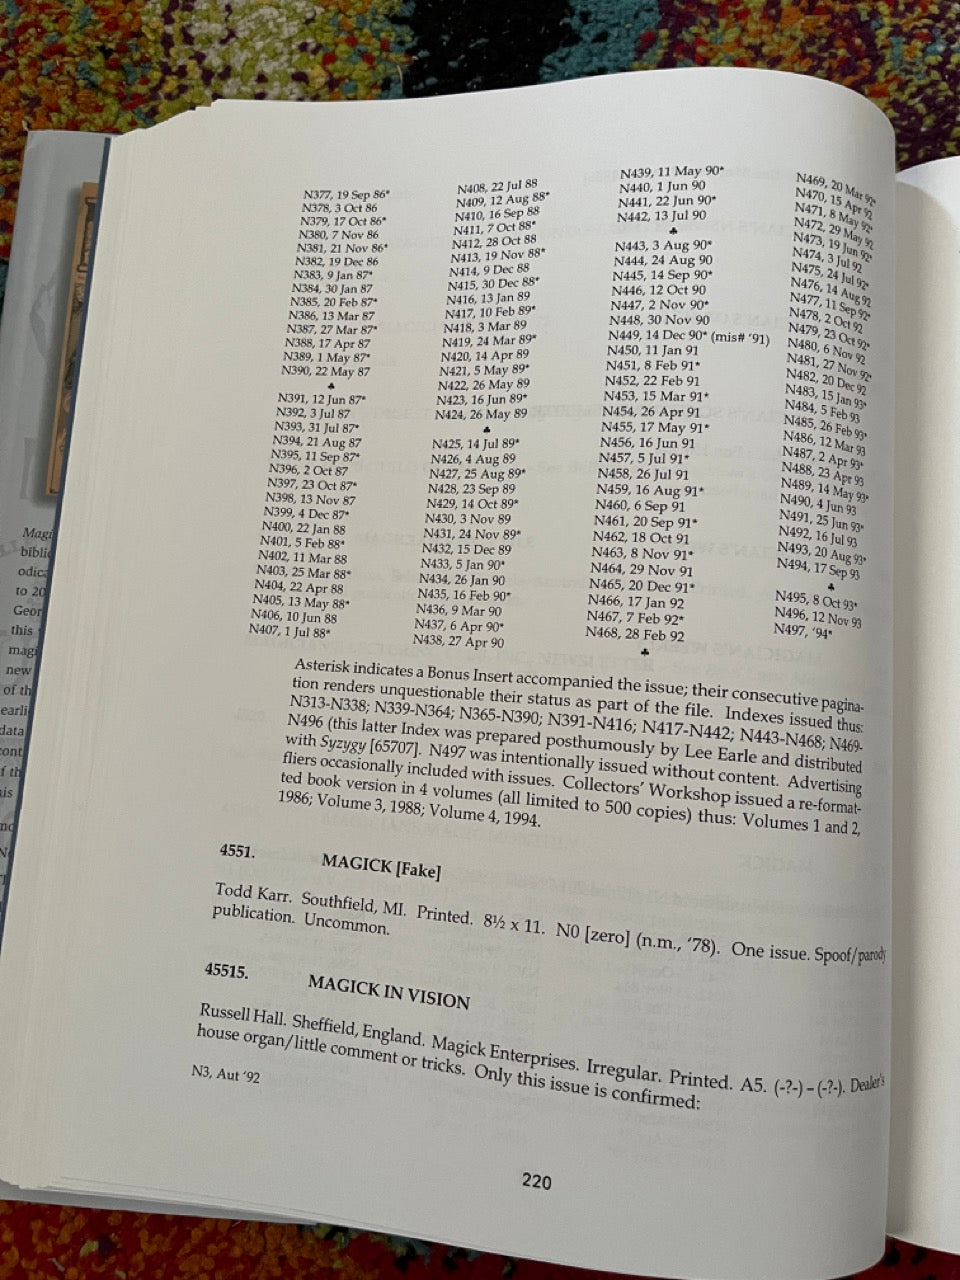 N377, 19 Sep 86*
N378, 3 Oct 86
N379, 17 Oct 86*
N380, 7 Nov 86
N381, 21 Nov 86*
N382, 19 Dec 86
N383, 9 Jan 87*
N384, 30 Jan 87
N385, 20 Feb 87*
N386, 13 Mar 87
N387, 27 Mar 87*
N388, 17 Apr 87
N389, 1 May 87*
N390, 22 May 87
♣
N391, 12 Jun 87*
N392, 3 Jul 87
N393, 31 Jul 87*
N394, 21 Aug 87
N395, 11 Sep 87*
N396, 2 Oct 87
N397, 23 Oct 87*
N398, 13 Nov 87
N399, 4 Dec 87*
N400, 22 Jan 88
N401, 5 Feb 88*
N402, 11 Mar 88
N403, 25 Mar 88*
N404, 22 Apr 88
N405, 13 May 88*
N406, 10 Jun 88
N407, 1 Jul 88*
N408, 22 Jul 88
N409, 12 Aug 88*
N410, 16 Sep 88
N411, 7 Oct 88*
N412, 28 Oct 88
N413, 19 Nov 88*
N414, 9 Dec 88
N415, 30 Dec 88*
N416, 13 Jan 89
N417, 10 Feb 89*
N418, 3 Mar 89
N419, 24 Mar 89*
N420, 14 Apr 89
N421, 5 May 89*
N422, 26 May 89
N423, 16 Jun 89*
N424, 26 May 89
♣
N425, 14 Jul 89*
N426, 4 Aug 89
N427, 25 Aug 89*
N428, 23 Sep 89
N429, 14 Oct 89*
N430, 3 Nov 89
N431, 24 Nov 89*
N432, 15 Dec 89
N433, 5 Jan 90*
N434, 26 Jan 90
N435, 16 Feb 90*
N436, 9 Mar 90
N437, 6 Apr 90*
N438, 27 Apr 90
N439, 11 May 90*
N440, 1 Jun 90
N441, 22 Jun 90*
N442, 13 Jul 90
♣
N443, 3 Aug 90*
N444, 24 Aug 90
N445, 14 Sep 90*
N446, 12 Oct 90
N447, 2 Nov 90*
N448, 30 Nov 90
N449, 14 Dec 90* (mis# '91)
N450, 11 Jan 91
N451, 8 Feb 91*
N452, 22 Feb 91
N453, 15 Mar 91*
N454, 26 Apr 91
N455, 17 May 91*
N456, 16 Jun 91
N457, 5 Jul 91*
N458, 26 Jul 91
N459, 16 Aug 91*
N460, 6 Sep 91
N461, 20 Sep 91*
N462, 18 Oct 91
N463, 8 Nov 91*
N464, 29 Nov 91
N465, 20 Dec 91*
N466, 17 Jan 92
N467, 7 Feb 92*
N468, 28 Feb 92
♣
N469, 20 Mar 92*
N470, 15 Apr 92
N471, 8 May 92*
N472, 29 May 92
N473, 19 Jun 92*
N474, 3 Jul 92
N475, 24 Jul 92*
N476, 14 Aug 92
N477, 11 Sep 92*
N478, 2 Oct 92
N479, 23 Oct 92*
N480, 6 Nov 92
N481, 27 Nov 92*
N482, 20 Dec 92
N483, 15 Jan 93*
N484, 5 Feb 93
N485, 26 Feb 93*
N486, 12 Mar 93
N487, 2 Apr 93*
N488, 23 Apr 93
N489, 14 May 93*
N490, 4 Jun 93
N491, 25 Jun 93*
N492, 16 Jul 93
N493, 20 Aug 93*
N494, 17 Sep 93
♣
N495, 8 Oct 93*
N496, 12 Nov 93
N497, '94*
Asterisk indicates a Bonus Insert accompanied the issue; their consecutive pagina-
tion renders unquestionable their status as part of the file. Indexes issued thus:
N313-N338; N339-N364; N365-N390; N391-N416; N417-N442; N443-N468; N469-
N496 (this latter Index was prepared posthumously by Lee Earle and distributed
with Syzygy [65707]. N497 was intentionally issued without content. Advertising
fliers occasionally included with issues. Collectors' Workshop issued a re-format-
ted book version in 4 volumes (all limited to 500 copies) thus: Volumes 1 and 2,
1986; Volume 3, 1988; Volume 4, 1994.
4551. MAGICK [Fake]
Todd Karr. Southfield, MI. Printed. 8½ x 11. N0 [zero] (n.m., '78). One issue. Spoof/parody
publication. Uncommon.
45515. MAGICK IN VISION
Russell Hall. Sheffield, England. Magick Enterprises. Irregular. Printed. A5. (-?-) – (-?-). Dealer's
house organ/little comment or tricks. Only this issue is confirmed:
N3, Aut '92
220
Magi
biblio
odica
to 20
Geor
this
magi
new
of th
earli
data
cont
f th